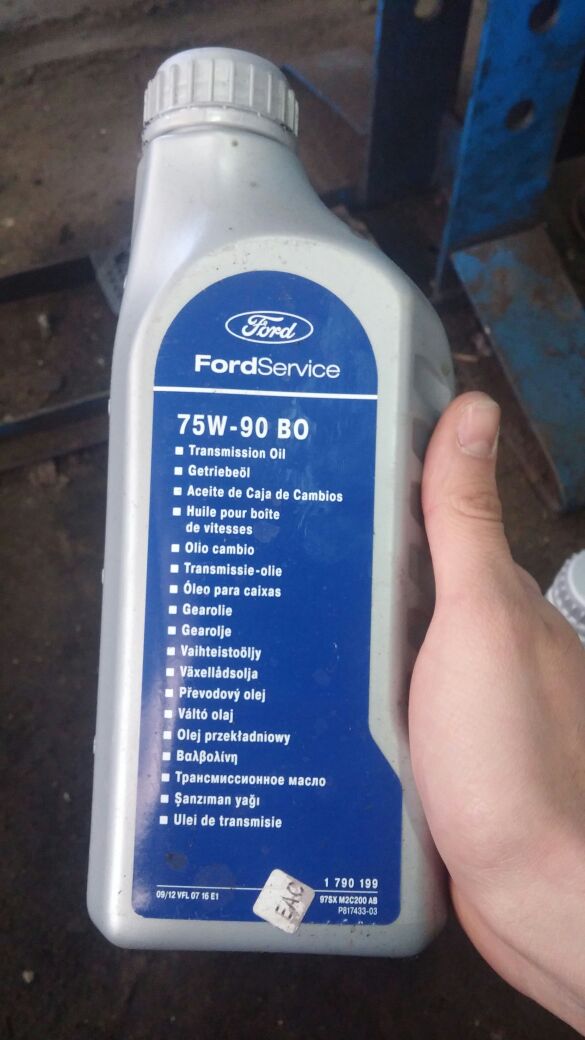 Ford
FordService
75W-90 BO
Transmission Oil
Getriebeöl
Aceite de Caja de Cambios
Huile pour boîte
de vitesses
Olio cambio
Transmissie-olie
Óleo para caixas
Gearolie
Gearolje
Vaihteistoöljy
Växellådsolja
Převodový olej
Váltó olaj
Olej przekładniowy
Βαλβολίνη
Трансмиссионное масло
Şanzıman yağı
Ulei de transmisie
1 790 199
09/12 VFL 07 16 E1
EAC
97SX M2C200 AB
P817433-03